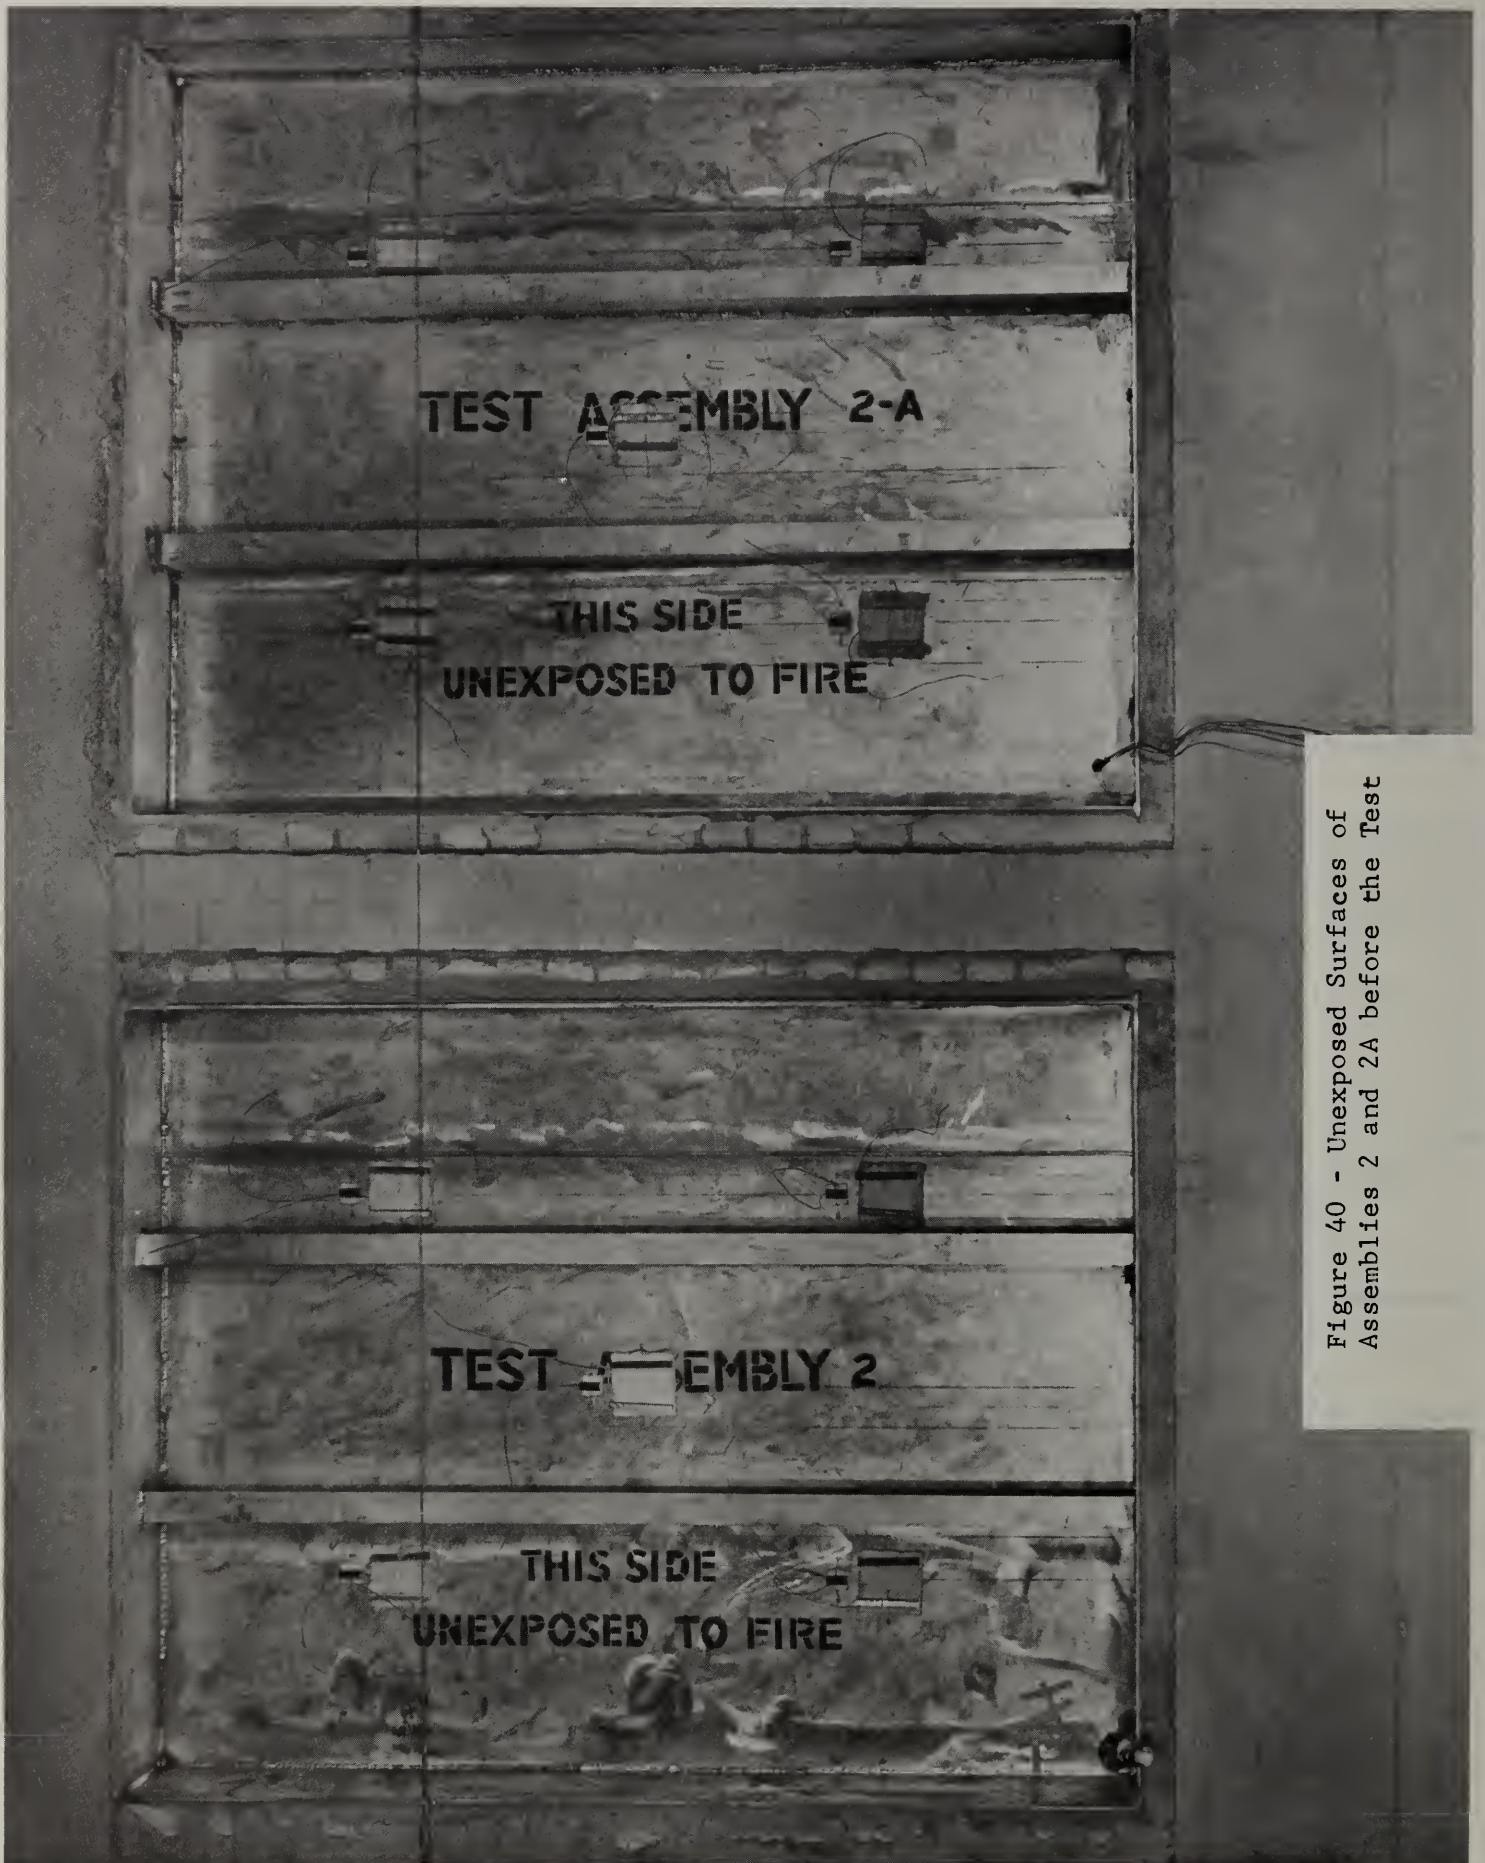 TEST ASSEMBLY 2-A
THIS SIDE
UNEXPOSED TO FIRE
TEST ASSEMBLY 2
THIS SIDE
UNEXPOSED TO FIRE
Figure 40 - Unexposed Surfaces of
Assemblies 2 and 2A before the Test